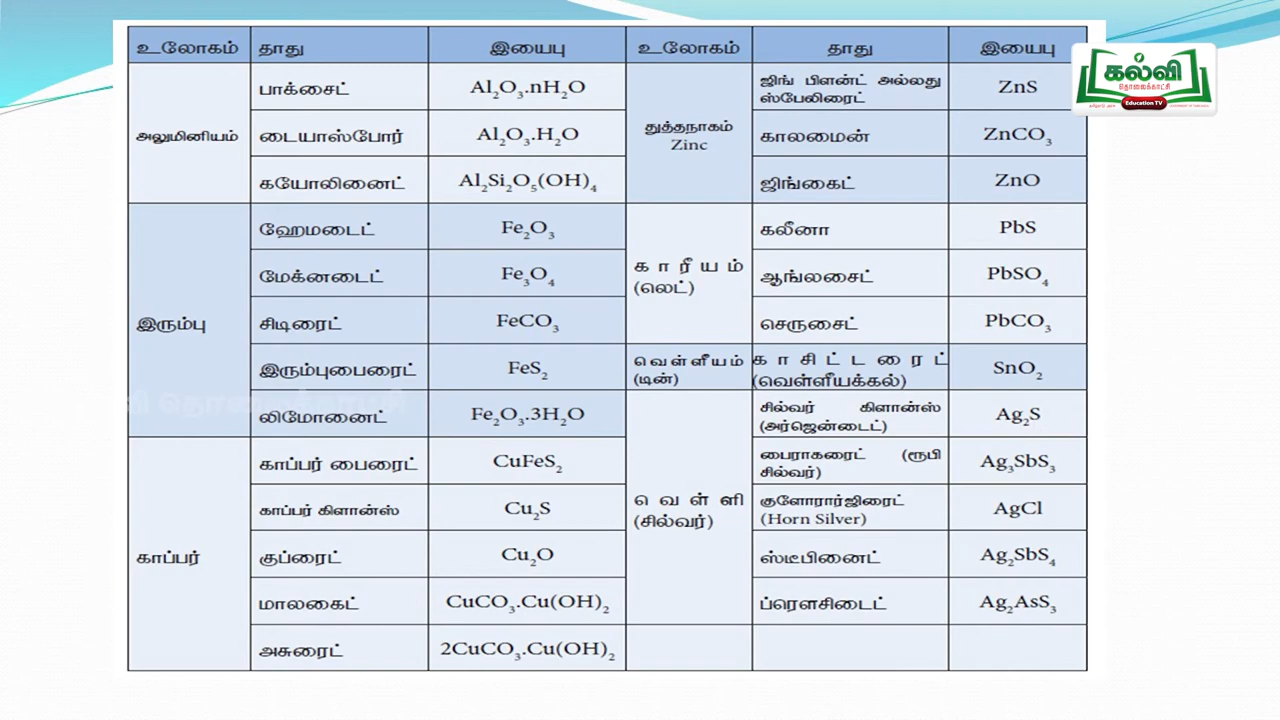 உலோகம் தாது இயைபு உலோகம் தாது இயைபு
அலுமினியம்
பாக்சைட் Al₂O₃.nH₂O
டையாஸ்போர் Al₂O₃.H₂O
கயோலினைட் Al₂Si₂O₅(OH)₄
இரும்பு
ஹேமடைட் Fe₂O₃
மேக்னடைட் Fe₃O₄
சிடிரைட் FeCO₃
இரும்புபைரைட் FeS₂
லிமோனைட் Fe₂O₃.3H₂O
காப்பர்
காப்பர் பைரைட் CuFeS₂
காப்பர் கிளான்ஸ் Cu₂S
குப்ரைட் Cu₂O
மாலகைட் CuCO₃.Cu(OH)₂
அசுரைட் 2CuCO₃.Cu(OH)₂
துத்தநாகம்
Zinc
ஜிங் பிளன்ட் அல்லது
ஸ்பேலிரைட் ZnS
காலமைன் ZnCO₃
ஜிங்கைட் ZnO
காரீயம்
(லெட்)
கலீனா PbS
ஆங்லசைட் PbSO₄
செருசைட் PbCO₃
வெள்ளீயம்
(டின்)
காசிட்டரைட்
(வெள்ளீயக்கல்) SnO₂
வெள்ளி
(சில்வர்)
சில்வர் கிளான்ஸ்
(அர்ஜென்டைட்) Ag₂S
பைராகரைட் (ரூபி
சில்வர்) Ag₃SbS₃
குளோரார்ஜிரைட்
(Horn Silver) AgCl
ஸ்டீபினைட் Ag₂SbS₄
ப்ரௌசிடைட் Ag₂AsS₃
கல்வி
தொலைக்காட்சி
Education TV